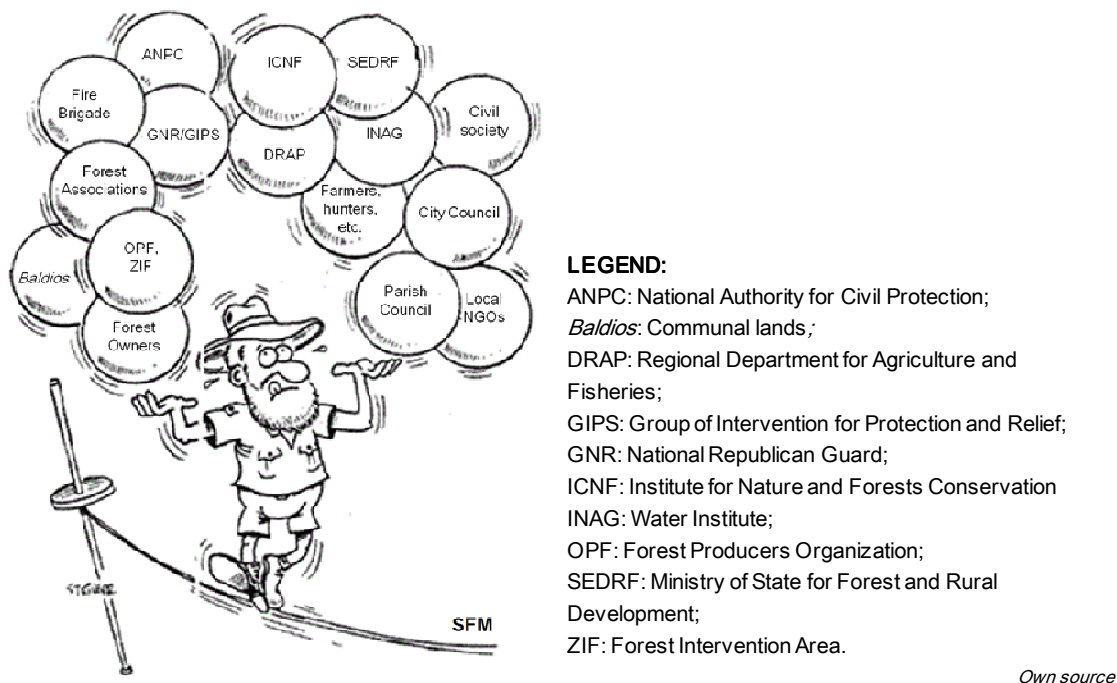 ANPC
ICNF
SEDRF
Fire
Brigade
GNR/GIPS
DRAP
INAG
Civil
society
Forest
Associations
Farmers,
hunters,
etc.
City Council
Baldios
OPF,
ZIF
Forest
Owners
Parish
Council
Local
NGOs
SFM
LEGEND:
ANPC: National Authority for Civil Protection;
Baldios: Communal lands;
DRAP: Regional Department for Agriculture and
Fisheries;
GIPS: Group of Intervention for Protection and Relief;
GNR: National Republican Guard;
ICNF: Institute for Nature and Forests Conservation
INAG: Water Institute;
OPF: Forest Producers Organization;
SEDRF: Ministry of State for Forest and Rural
Development;
ZIF: Forest Intervention Area.
Own source